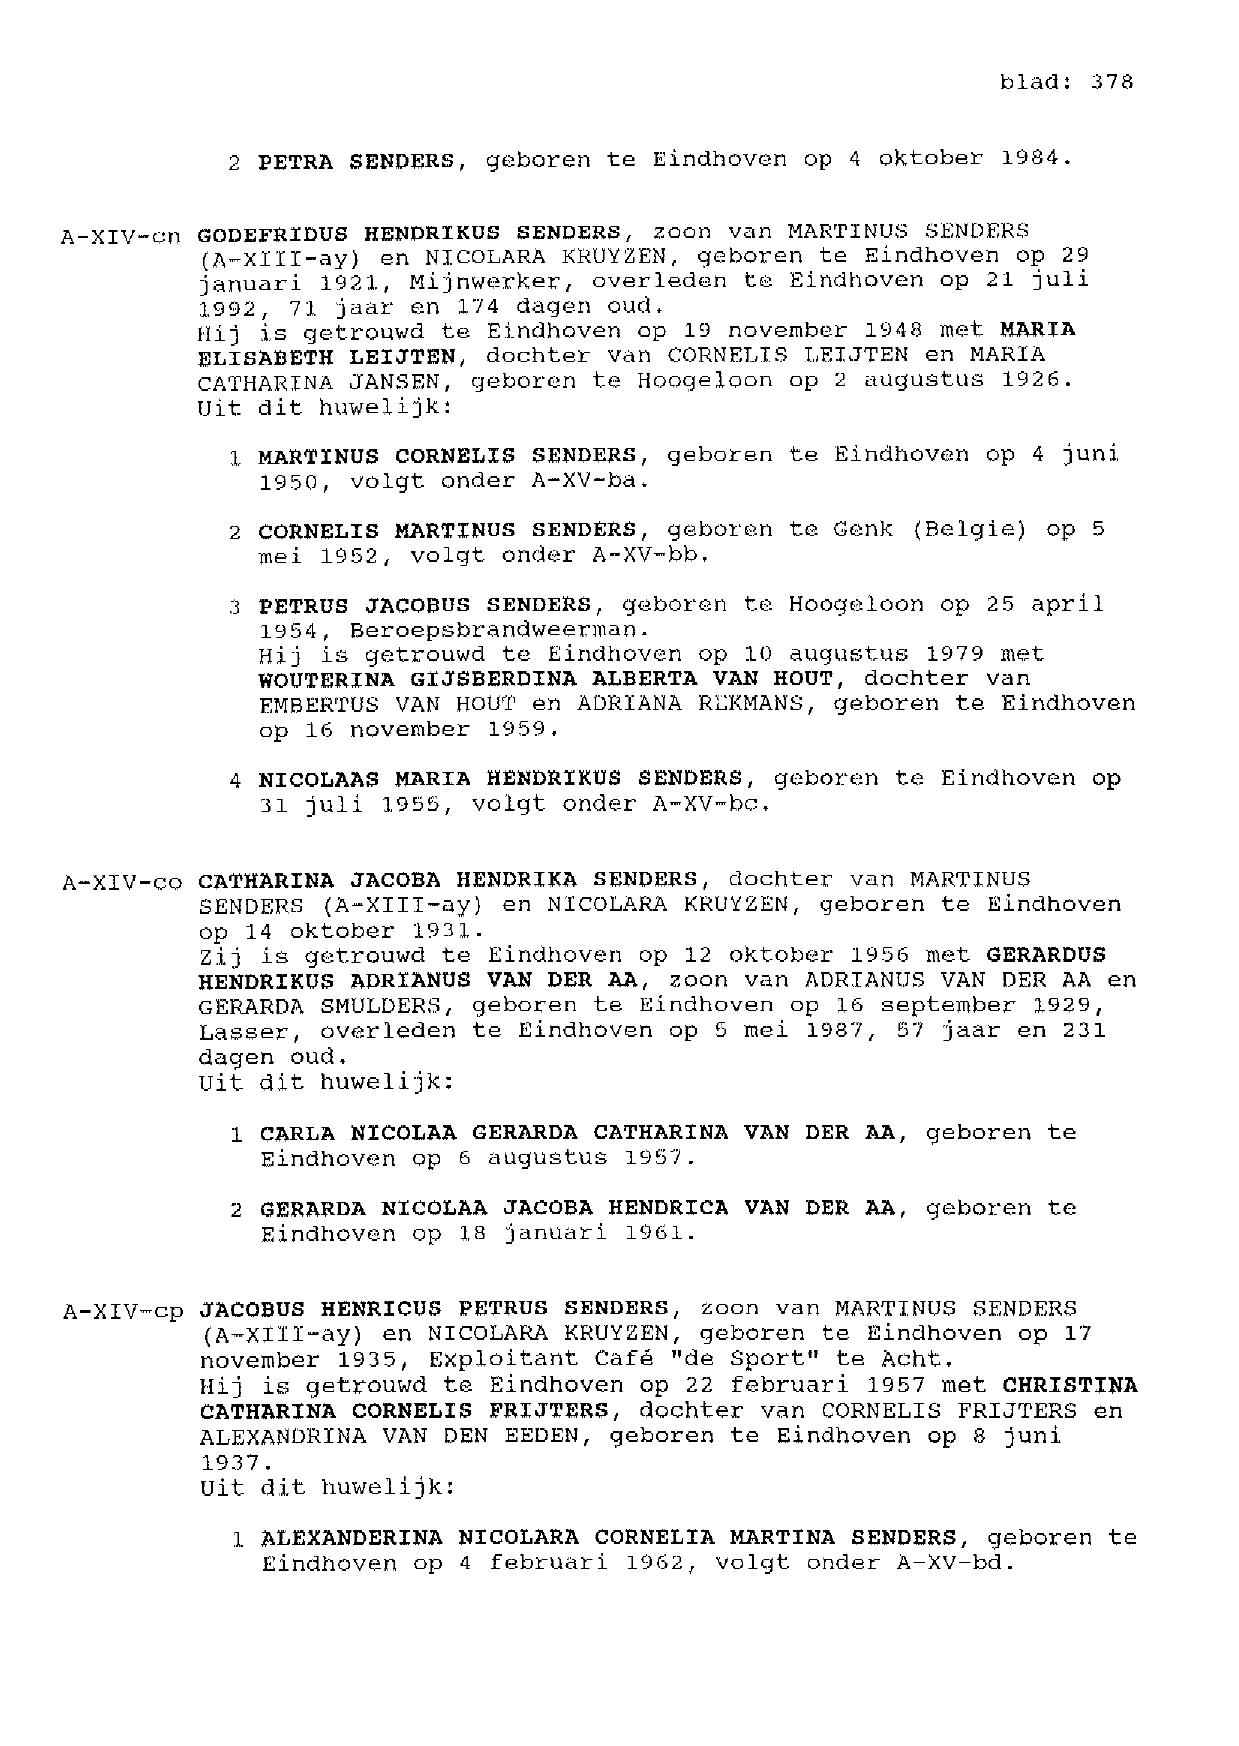 blad: 378
2 PETRA SENDERS, geboren te Eindhoven op 4 oktober 1984.
A-XIV-cn GODEFRIDUS HENDRIKUS SENDERS, zoon van MARTINUS SENDERS
(A-XIII-ay) en NICOLARA KRUYZEN, geboren te Eindhoven op 29
januari 1921, Mijnwerker, overleden te Eindhoven op 21 juli
1992, 71 jaar en 174 dagen oud.
Hij is getrouwd te Eindhoven op 19 november 1948 met MARIA
ELISABETH LEIJTEN, dochter van CORNELIS LEIJTEN en MARIA
CATHARINA JANSEN, geboren te Hoogeloon op 2 augustus 1926.
Uit dit huwelijk:
1 MARTINUS CORNELIS SENDERS, geboren te Eindhoven op 4 juni
1950, volgt onder A-XV-ba.
2 CORNELIS MARTINUS SENDERS, geboren te Genk (Belgie) op 5
mei 1952, volgt onder A-XV-bb.
3 PETRUS JACOBUS SENDERS, geboren te Hoogeloon op 25 april
1954, Beroepsbrandweerman.
Hij is getrouwd te Eindhoven op 10 augustus 1979 met
WOUTERINA GIJSBERDINA ALBERTA VAN HOUT, dochter van
EMBERTUS VAN HOUT en ADRIANA REKMANS, geboren te Eindhoven
op 16 november 1959.
4 NICOLAAS MARIA HENDRIKUS SENDERS, geboren te Eindhoven op
31 juli 1955, volgt onder A-XV-bc.
A-XIV-co CATHARINA JACOBA HENDRIKA SENDERS, dochter van MARTINUS
SENDERS (A-XIII-ay) en NICOLARA KRUYZEN, geboren te Eindhoven
op 14 oktober 1931.
Zij is getrouwd te Eindhoven op 12 oktober 1956 met GERARDUS
HENDRIKUS ADRIANUS VAN DER AA, zoon van ADRIANUS VAN DER AA en
GERARDA SMULDERS, geboren te Eindhoven op 16 september 1929,
Lasser, overleden te Eindhoven op 5 mei 1987, 57 jaar en 231
dagen oud.
Uit dit huwelijk:
1 CARLA NICOLAA GERARDA CATHARINA VAN DER AA, geboren te
Eindhoven op 6 augustus 1957.
2 GERARDA NICOLAA JACOBA HENDRICA VAN DER AA, geboren te
Eindhoven op 18 januari 1961.
A-XIV-cp JACOBUS HENRICUS PETRUS SENDERS, zoon van MARTINUS SENDERS
(A-XIII-ay) en NICOLARA KRUYZEN, geboren te Eindhoven op 17
november 1935, Exploitant Café "de Sport" te Acht.
Hij is getrouwd te Eindhoven op 22 februari 1957 met CHRISTINA
CATHARINA CORNELIS FRIJTERS, dochter van CORNELIS FRIJTERS en
ALEXANDRINA VAN DEN EEDEN, geboren te Eindhoven op 8 juni
1937.
Uit dit huwelijk:
1 ALEXANDERINA NICOLARA CORNELIA MARTINA SENDERS, geboren te
Eindhoven op 4 februari 1962, volgt onder A-XV-bd.